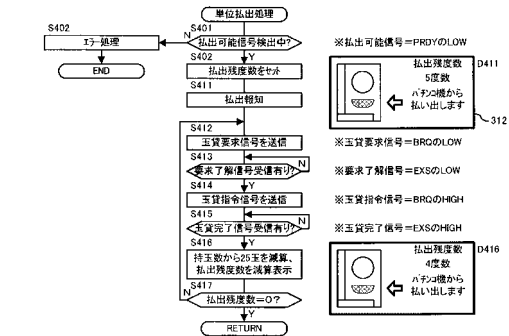 単位払出処理
S401
払出可能信号検出中?
N
Y
S402
ｴﾗｰ処理
END
S402
払出残度数をセット
S411
払出報知
S412
玉貸要求信号を送信
S413
要求了解信号受信有り?
N
Y
S414
玉貸指令信号を送信
S415
玉貸完了信号受信有り?
N
Y
S416
持玉数から25玉を減算、
払出残度数を減算表示
S417
払出残度数=0?
N
Y
RETURN
※払出可能信号=PRDYのLOW
D411
払出残度数
5度数
ﾊﾟﾁﾝｺ機から
払い出します
312
※玉貸要求信号=BRQのLOW
※要求了解信号=EXSのLOW
※玉貸指令信号=BRQのHIGH
※玉貸完了信号=EXSのHIGH
D416
払出残度数
4度数
ﾊﾟﾁﾝｺ機から
払い出します